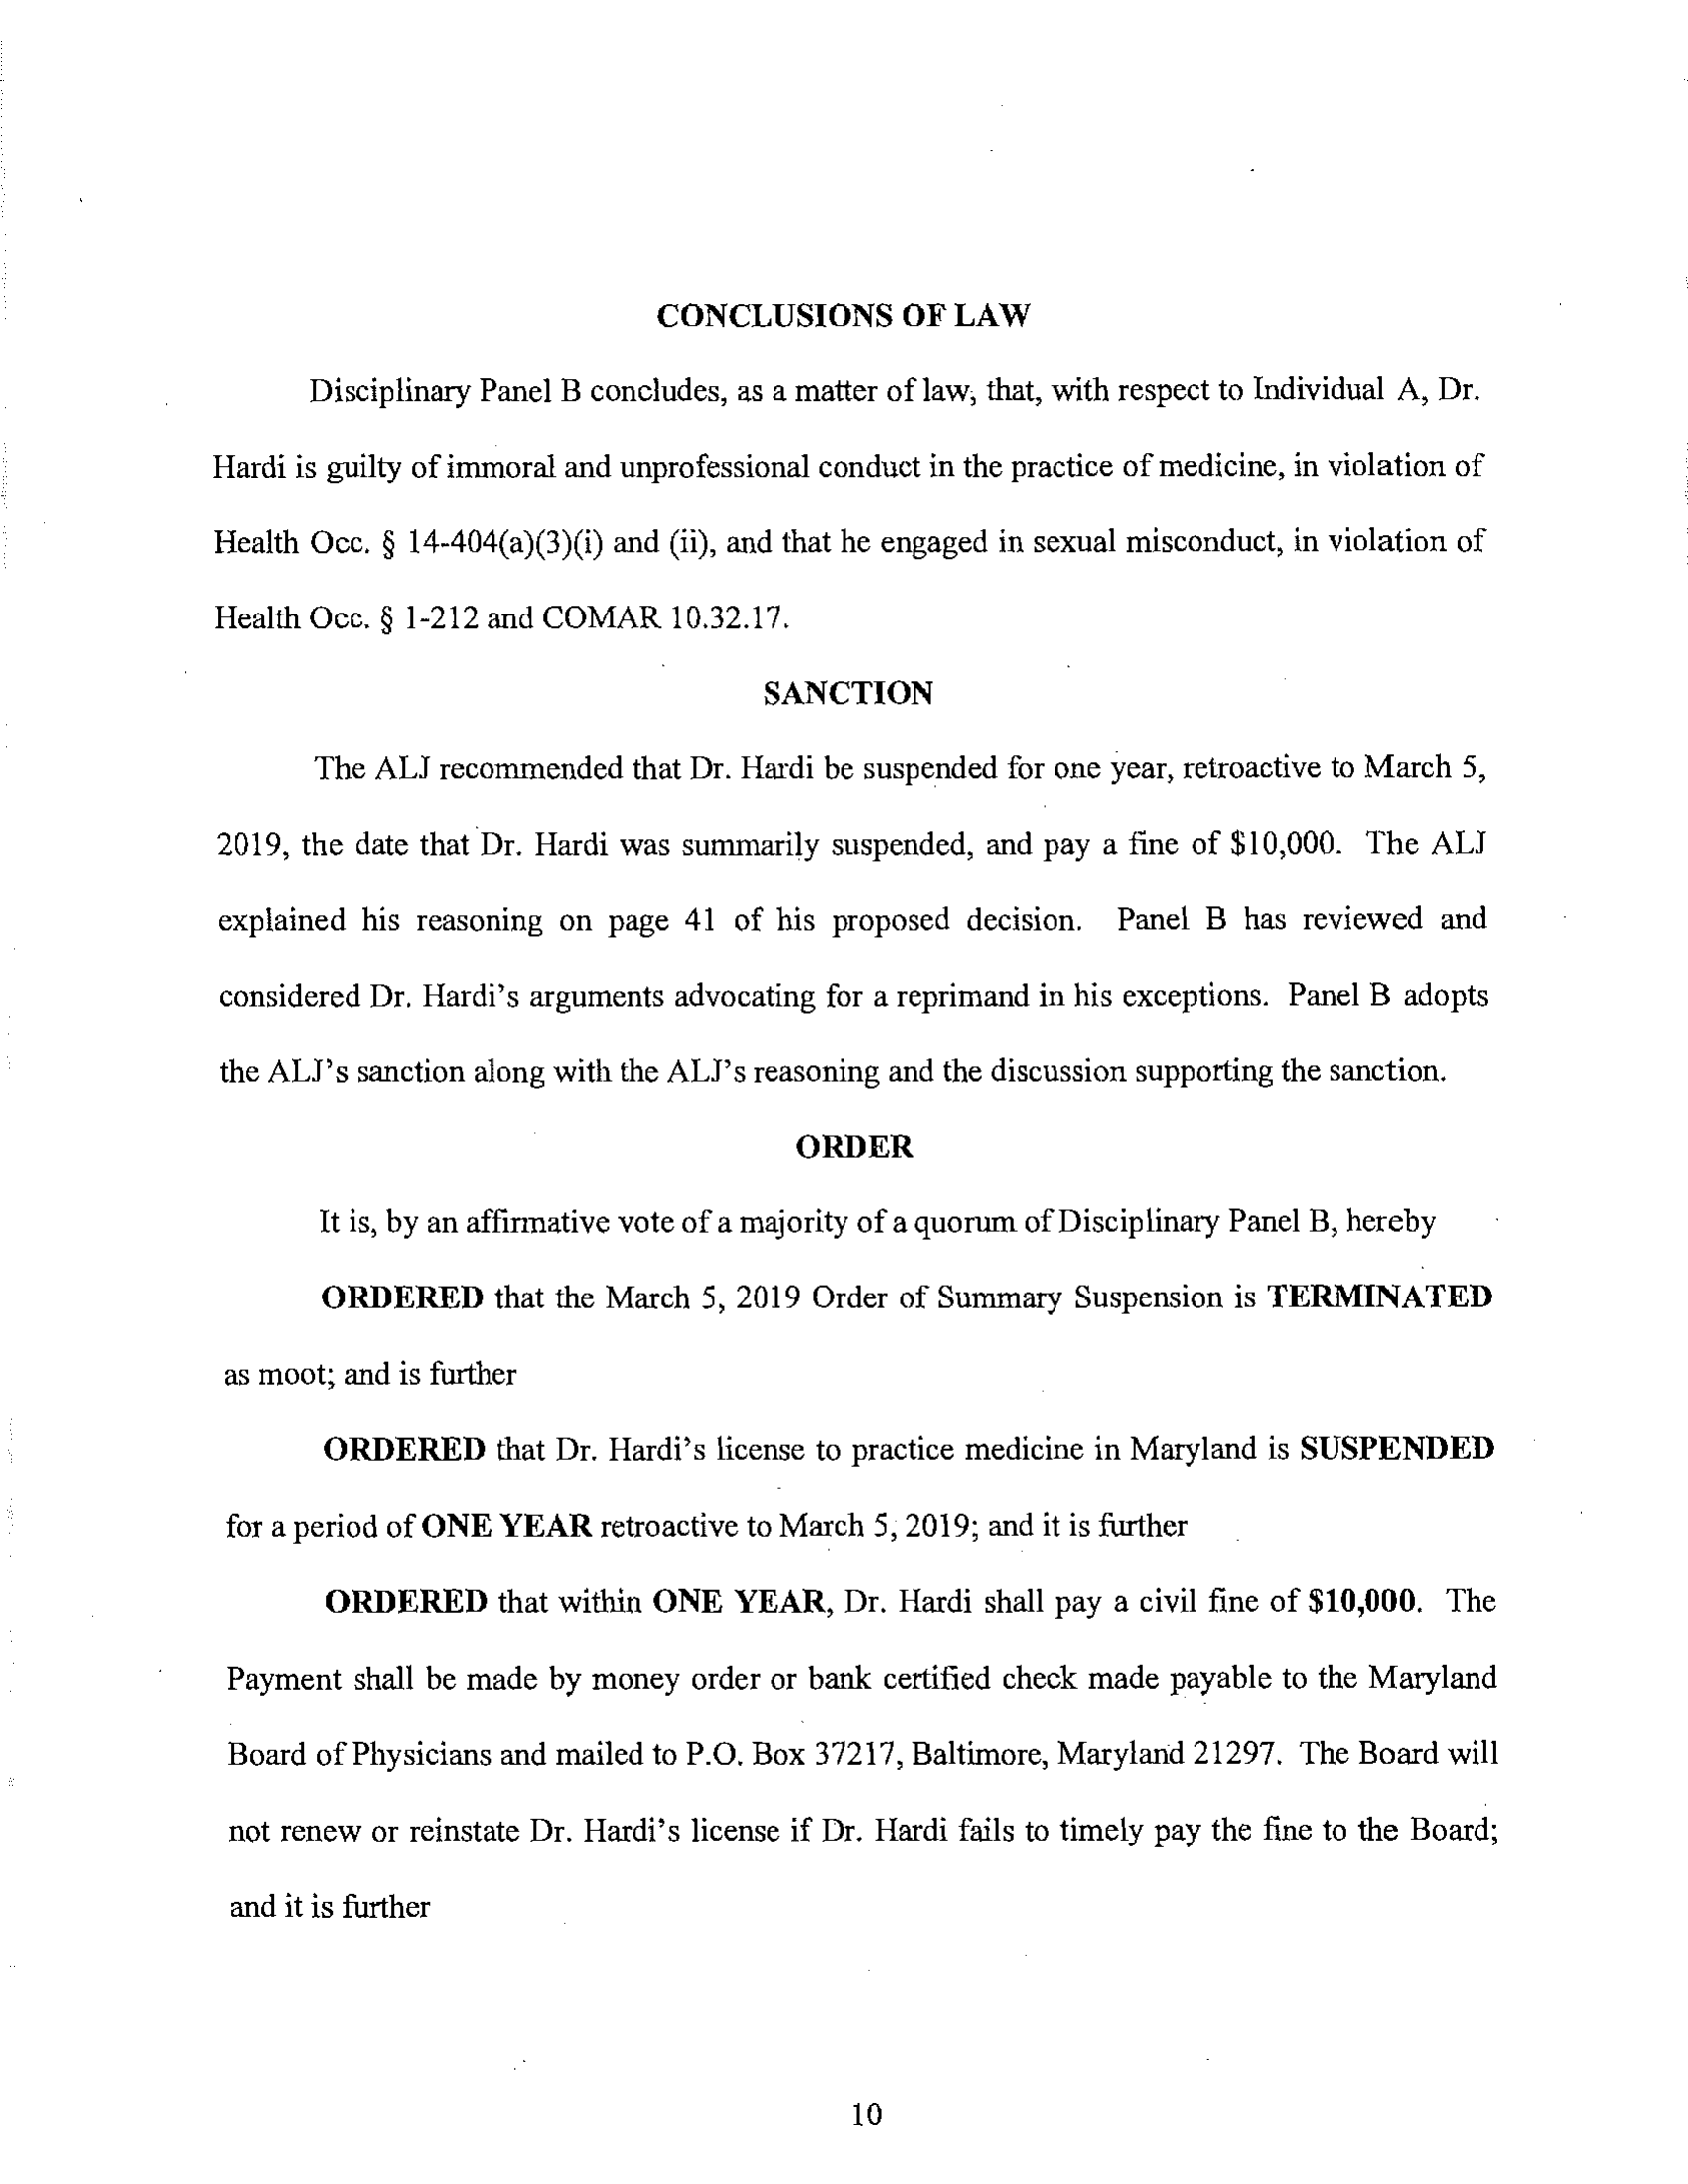 CONCLUSIONS OF LAW
Disciplinary Panel B concludes, as a matter of law, that, with respect to Individual A, Dr.
Hardi is guilty of immoral and unprofessional conduct in the practice of medicine, in violation of
Health Occ. § 14-404(a)(3)(i) and (ii), and that he engaged in sexual misconduct, in violation of
Health Occ. § 1-212 and COMAR 10.32.17.
SANCTION
The ALJ recommended that Dr. Hardi be suspended for one year, retroactive to March 5,
2019, the date that Dr. Hardi was summarily suspended, and pay a fine of $10,000. The ALJ
explained his reasoning on page 41 of his proposed decision. Panel B has reviewed and
considered Dr. Hardi's arguments advocating for a reprimand in his exceptions. Panel B adopts
the ALJ's sanction along with the ALJ's reasoning and the discussion supporting the sanction.
ORDER
It is, by an affirmative vote of a majority of a quorum of Disciplinary Panel B, hereby
ORDERED that the March 5, 2019 Order of Summary Suspension is TERMINATED
as moot; and is further
ORDERED that Dr. Hardi's license to practice medicine in Maryland is SUSPENDED
for a period of ONE YEAR retroactive to March 5, 2019; and it is further
ORDERED that within ONE YEAR, Dr. Hardi shall pay a civil fine of $10,000. The
Payment shall be made by money order or bank certified check made payable to the Maryland
Board of Physicians and mailed to P.O. Box 37217, Baltimore, Maryland 21297. The Board will
not renew or reinstate Dr. Hardi's license if Dr. Hardi fails to timely pay the fine to the Board;
and it is further
10